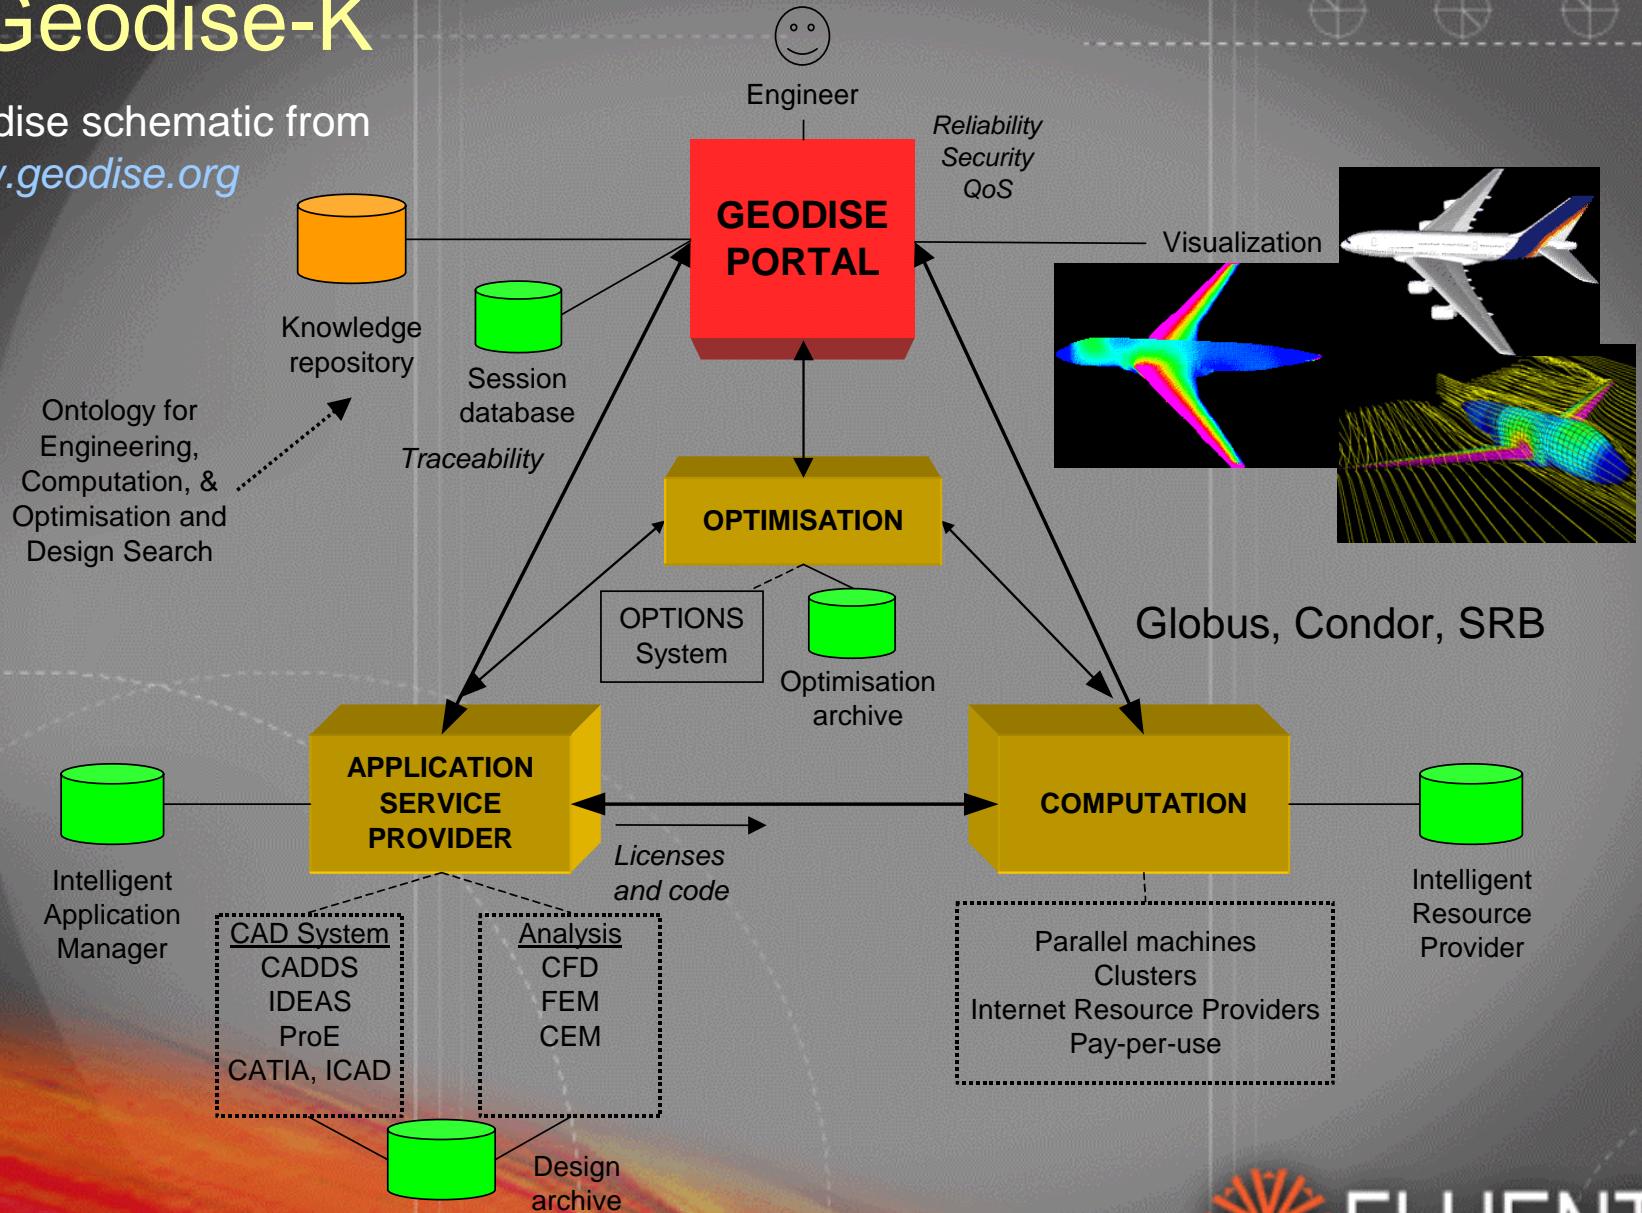 Geodise-K
dise schematic from
.geodise.org
Engineer
Reliability
Security
QoS
GEODISE
PORTAL
Visualization
Knowledge
repository
Session
database
Traceability
Ontology for
Engineering,
Computation, &
Optimisation and
Design Search
OPTIMISATION
OPTIONS
System
Optimisation
archive
Globus, Condor, SRB
APPLICATION
SERVICE
PROVIDER
COMPUTATION
Licenses
and code
Intelligent
Application
Manager
Intelligent
Resource
Provider
CAD System
CADDS
IDEAS
ProE
CATIA, ICAD
Analysis
CFD
FEM
CEM
Parallel machines
Clusters
Internet Resource Providers
Pay-per-use
Design
archive
FLUENT